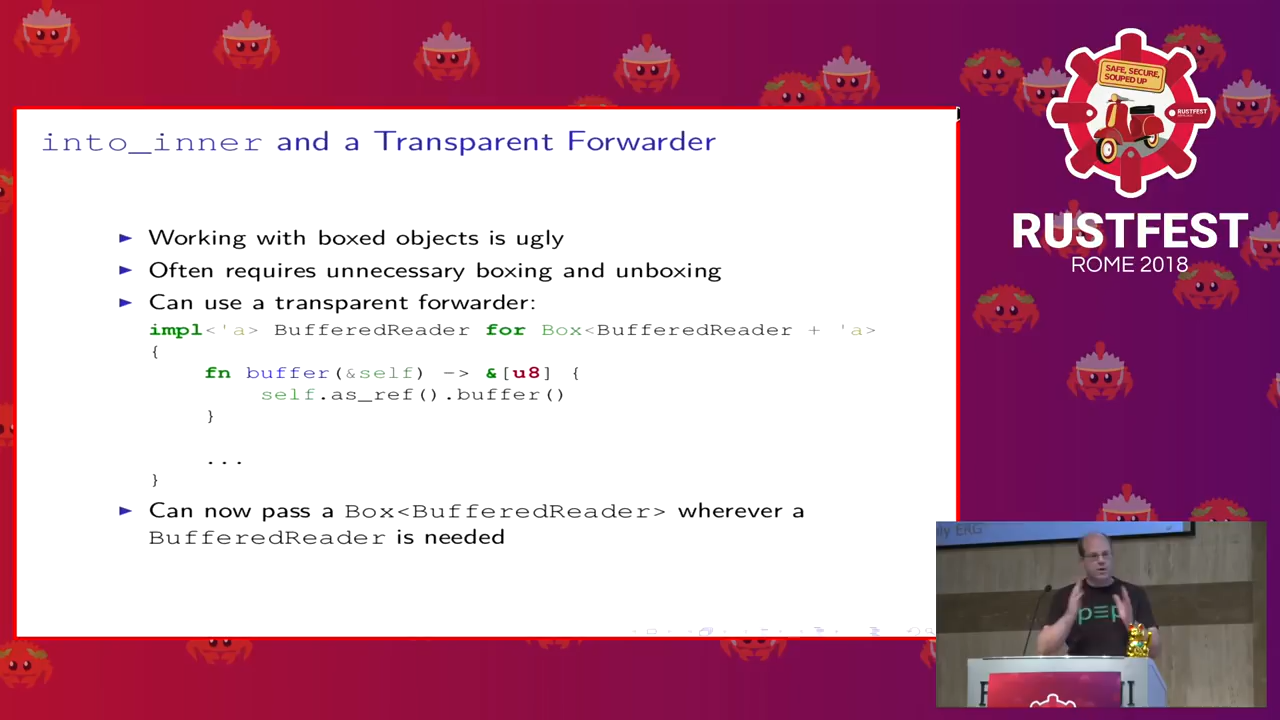 into_inner and a Transparent Forwarder
► Working with boxed objects is ugly
► Often requires unnecessary boxing and unboxing
► Can use a transparent forwarder:
impl<'a> BufferedReader for Box<BufferedReader + 'a>
{
fn buffer(&self) -> &[u8] {
self.as_ref().buffer()
}
...
}
► Can now pass a Box<BufferedReader> wherever a
BufferedReader is needed
SAFE, SECURE,
SOUPED UP
RUSTFEST
RUSTFEST
ROME 2018
ERG
p≡p